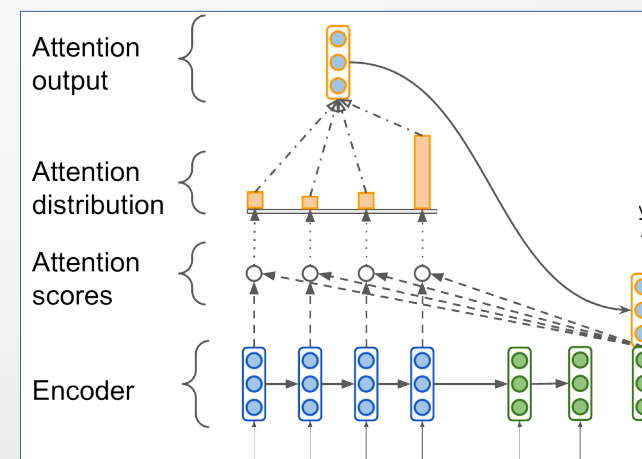 Attention
output
Attention
distribution
Attention
scores
Encoder